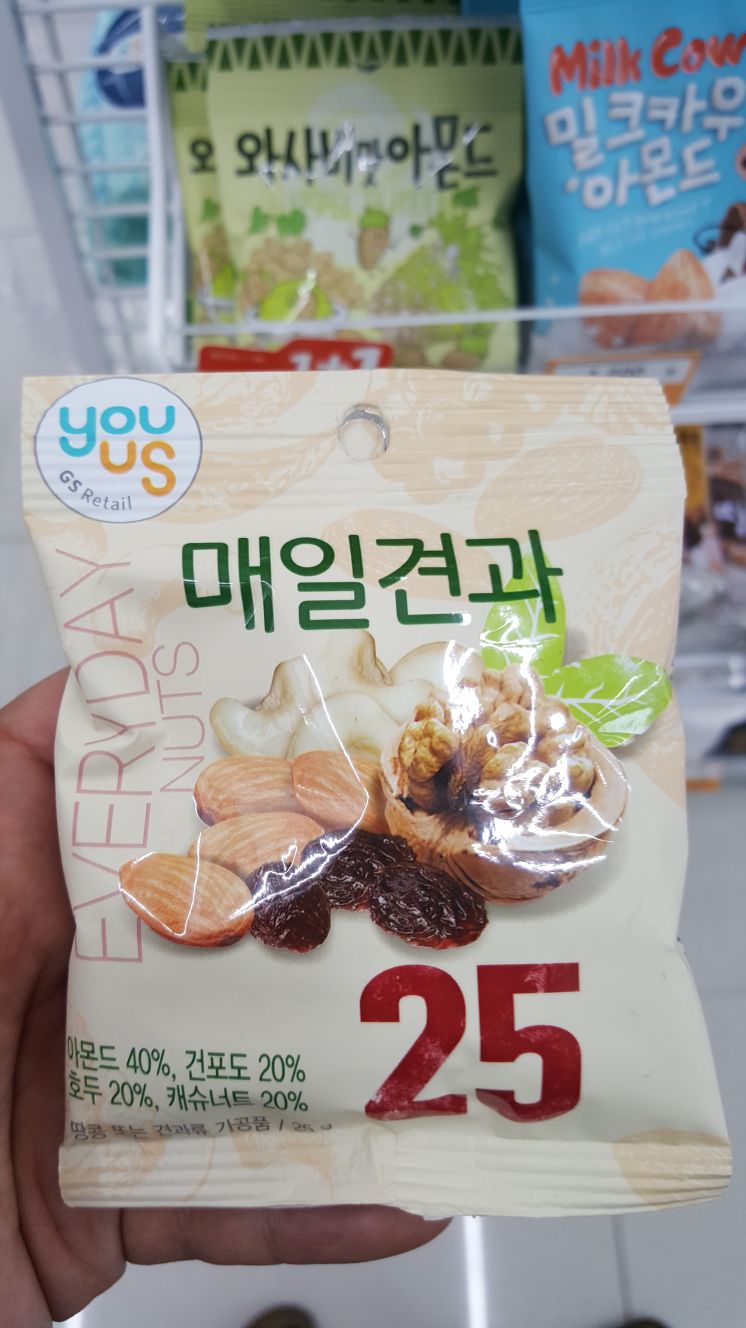 와사비맛아몬드
Milk Cow
밀크카우
아몬드
1+1
you
us
GS Retail
매일견과
EVERYDAY
NUTS
25
아몬드 40%, 건포도 20%
호두 20%, 캐슈너트 20%
땅콩 또는 견과류 가공품 / 25 g